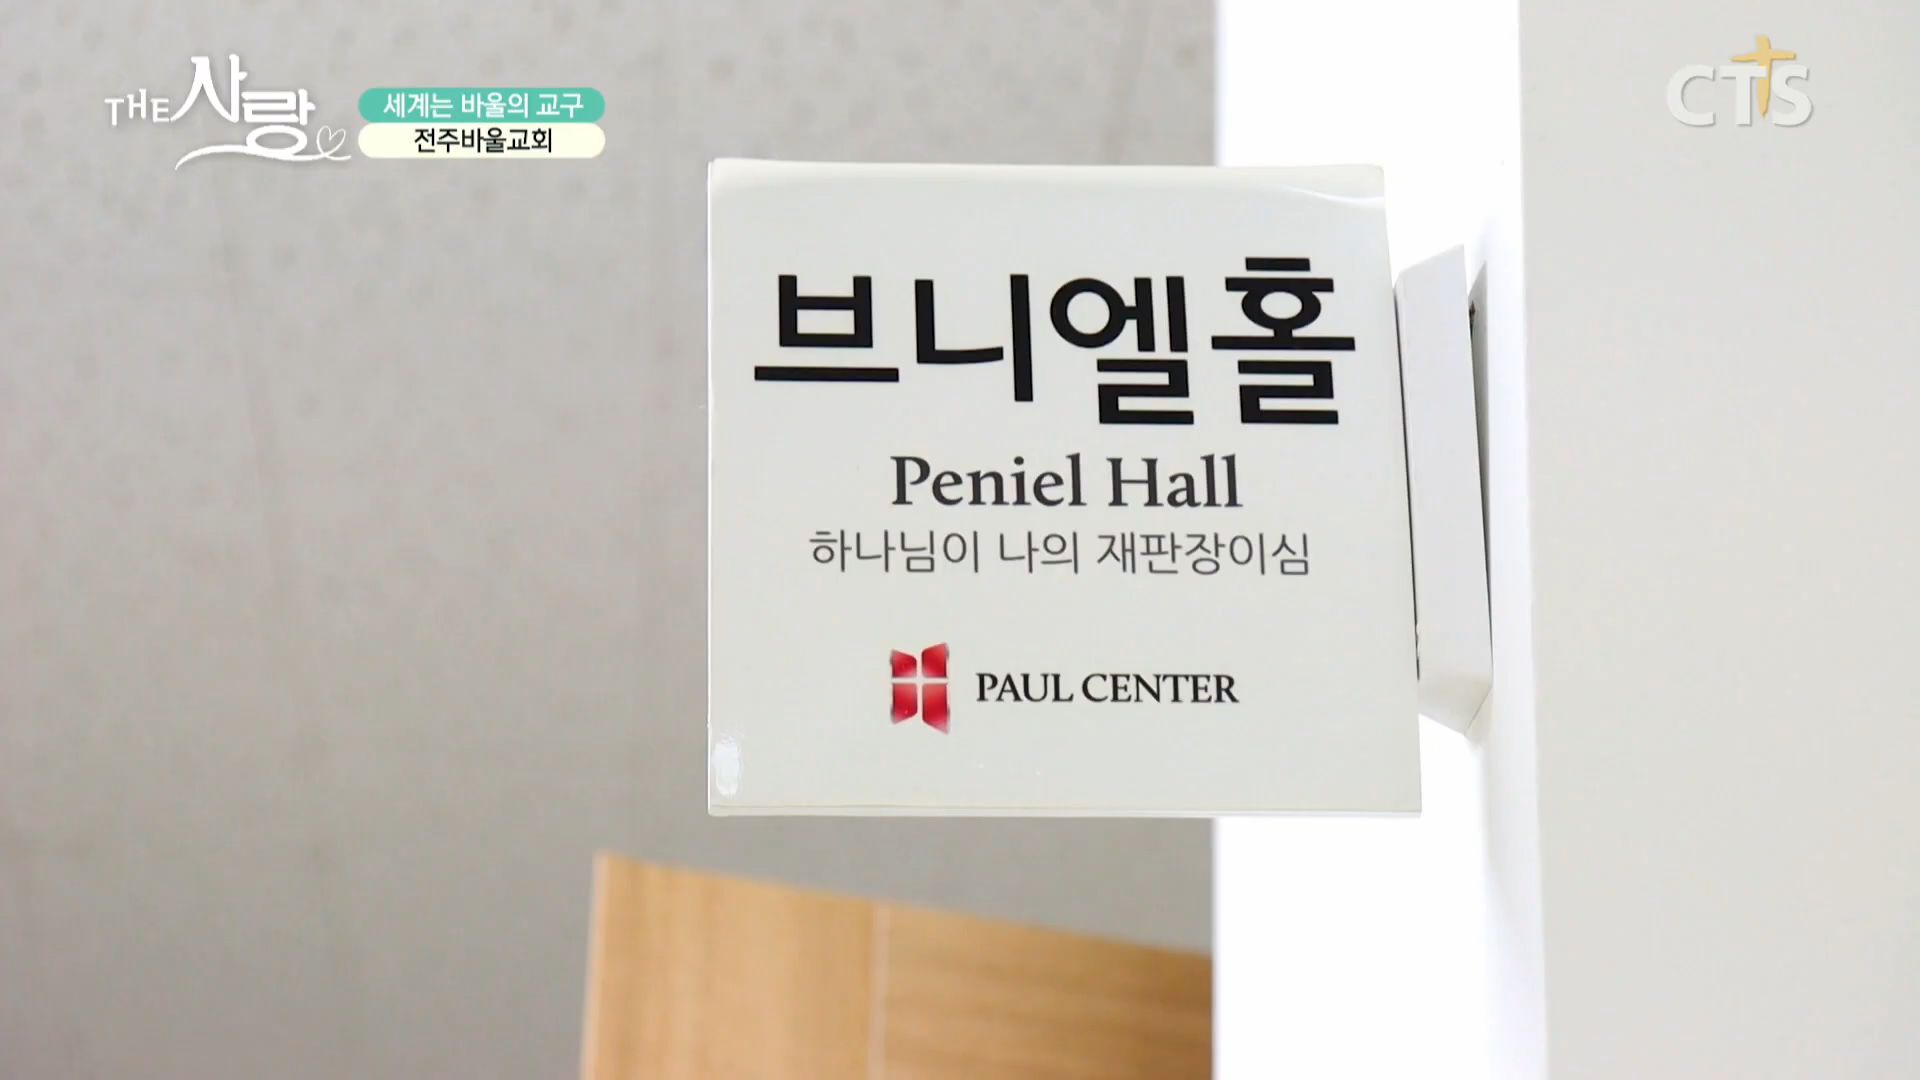 THE 사랑
세계는 바울의 교구
전주바울교회
CTS
브니엘홀
Peniel Hall
하나님이 나의 재판장이심
PAUL CENTER